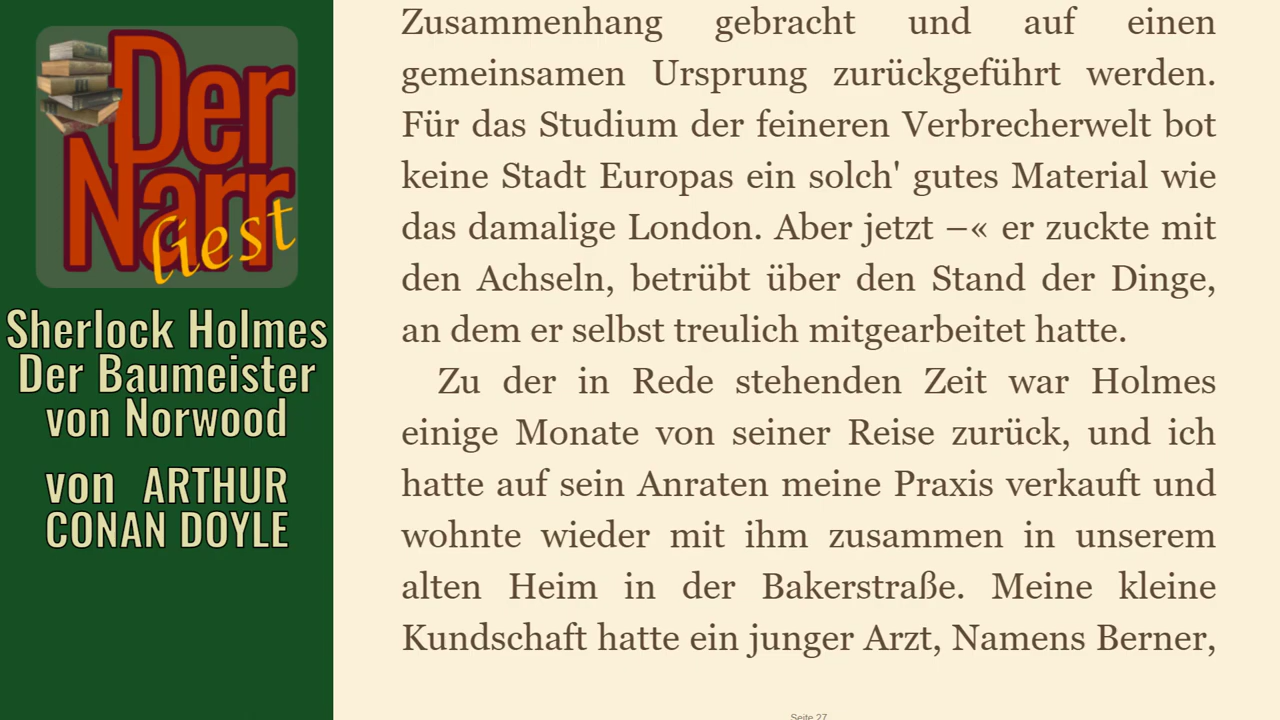 Der
Narr
liest
Sherlock Holmes
Der Baumeister
von Norwood
von ARTHUR
CONAN DOYLE
Zusammenhang gebracht und auf einen
gemeinsamen Ursprung zurückgeführt werden.
Für das Studium der feineren Verbrecherwelt bot
keine Stadt Europas ein solch' gutes Material wie
das damalige London. Aber jetzt –« er zuckte mit
den Achseln, betrübt über den Stand der Dinge,
an dem er selbst treulich mitgearbeitet hatte.
Zu der in Rede stehenden Zeit war Holmes
einige Monate von seiner Reise zurück, und ich
hatte auf sein Anraten meine Praxis verkauft und
wohnte wieder mit ihm zusammen in unserem
alten Heim in der Bakerstraße. Meine kleine
Kundschaft hatte ein junger Arzt, Namens Berner,
Seite 27